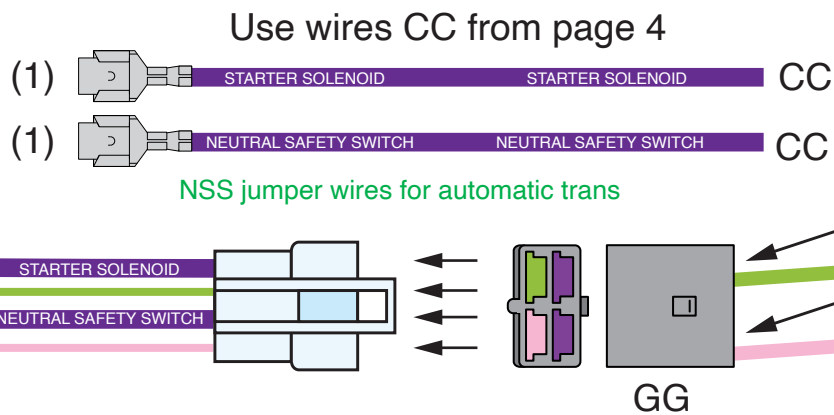 Use wires CC from page 4
(1) STARTER SOLENOID STARTER SOLENOID CC
(1) NEUTRAL SAFETY SWITCH NEUTRAL SAFETY SWITCH CC
NSS jumper wires for automatic trans
STARTER SOLENOID
NEUTRAL SAFETY SWITCH
GG